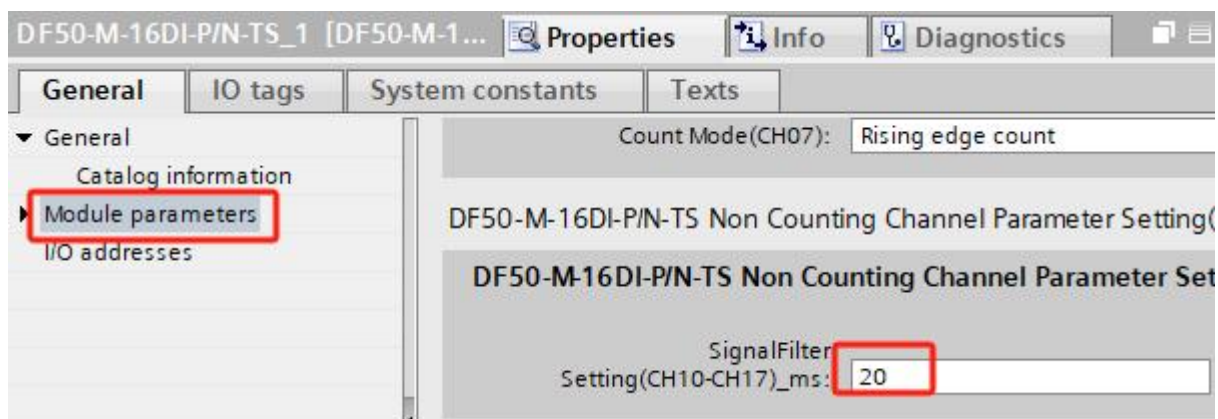 DF50-M-16DI-P/N-TS_1 [DF50-M-1... Properties Info Diagnostics
General IO tags System constants Texts
General
Catalog information
Module parameters
I/O addresses
Count Mode(CH07): Rising edge count
DF50-M-16DI-P/N-TS Non Counting Channel Parameter Setting(
DF50-M-16DI-P/N-TS Non Counting Channel Parameter Set
SignalFilter
Setting(CH10-CH17)_ms: 20